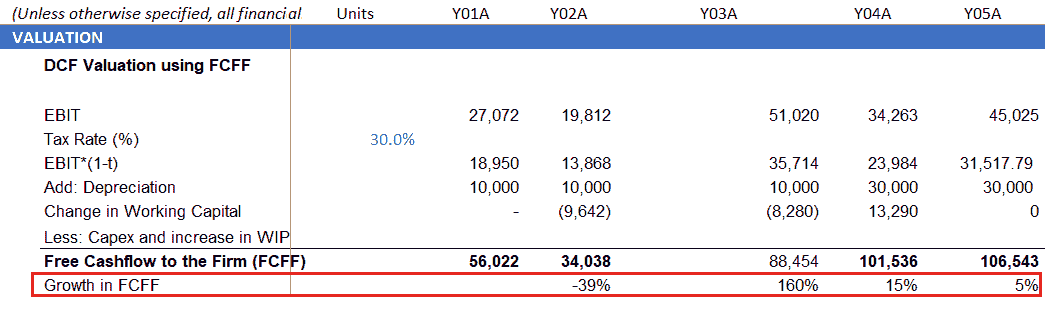 (Unless otherwise specified, all financial Units Y01A Y02A Y03A Y04A Y05A
VALUATION
DCF Valuation using FCFF
EBIT 27,072 19,812 51,020 34,263 45,025
Tax Rate (%) 30.0%
EBIT*(1-t) 18,950 13,868 35,714 23,984 31,517.79
Add: Depreciation 10,000 10,000 10,000 30,000 30,000
Change in Working Capital - (9,642) (8,280) 13,290 0
Less: Capex and increase in WIP
Free Cashflow to the Firm (FCFF) 56,022 34,038 88,454 101,536 106,543
Growth in FCFF -39% 160% 15% 5%